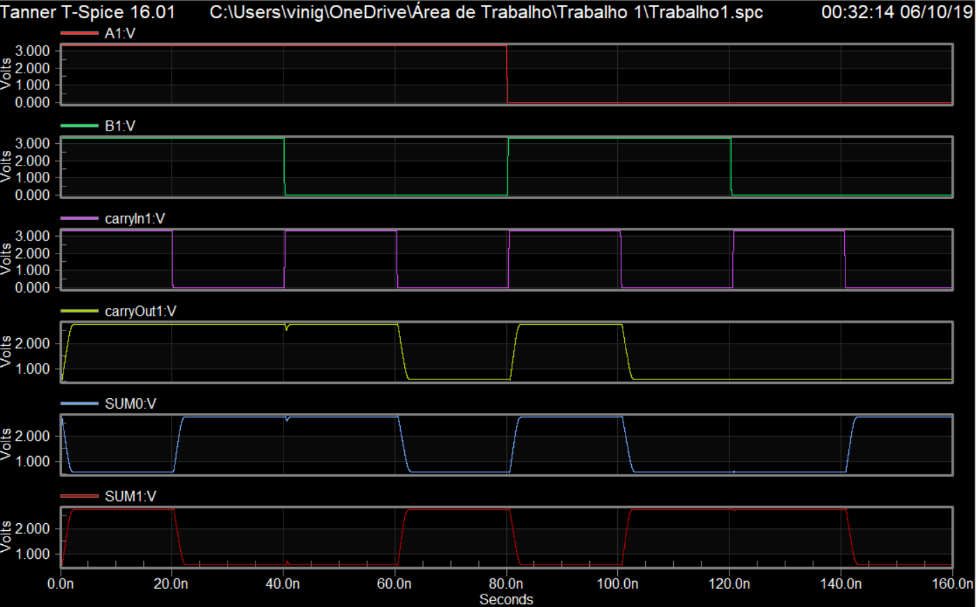 Tanner T-Spice 16.01 C:\Users\vinig\OneDrive\Área de Trabalho\Trabalho 1\Trabalho1.spc 00:32:14 06/10/19
A1:V
Volts
3.000
2.000
1.000
0.000
B1:V
Volts
3.000
2.000
1.000
0.000
carryIn1:V
Volts
3.000
2.000
1.000
0.000
carryOut1:V
Volts
2.000
1.000
SUM0:V
Volts
2.000
1.000
SUM1:V
Volts
2.000
1.000
0.0n 20.0n 40.0n 60.0n 80.0n 100.0n 120.0n 140.0n 160.0n
Seconds